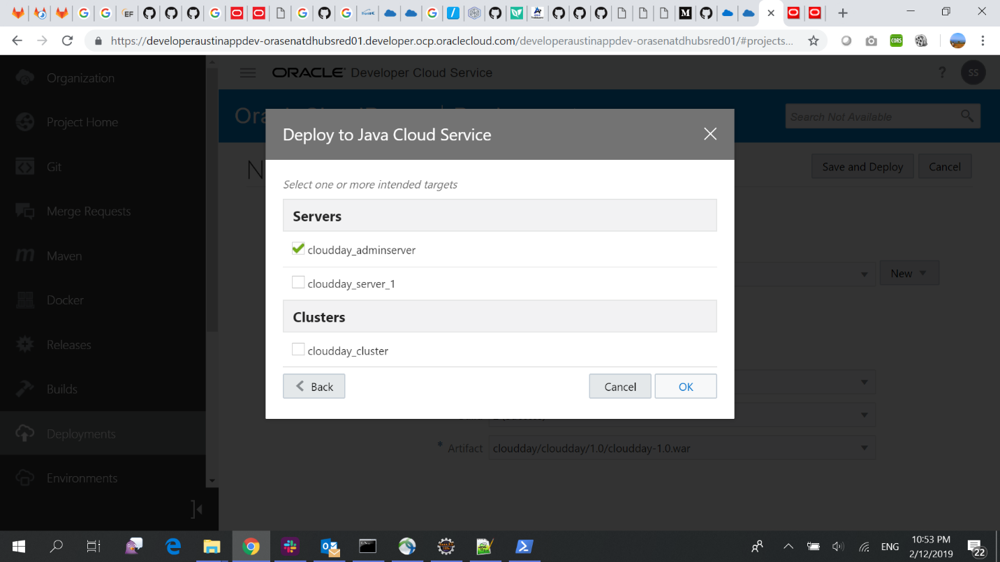 https://developeraustinappdev-orasenatdhubsred01.developer.ocp.oraclecloud.com/developeraustinappdev-orasenatdhubsred01/#projects...
CORS
Organization
Project Home
Git
Merge Requests
Maven
Docker
Releases
Builds
Deployments
Environments
ORACLE® Developer Cloud Service
? SS
Search Not Available
Save and Deploy
Cancel
New
Deploy to Java Cloud Service
Select one or more intended targets
Servers
cloudday_adminserver
cloudday_server_1
Clusters
cloudday_cluster
Back
Cancel
OK
* Artifact cloudday/cloudday/1.0/cloudday-1.0.war
ENG
10:53 PM
2/12/2019
22